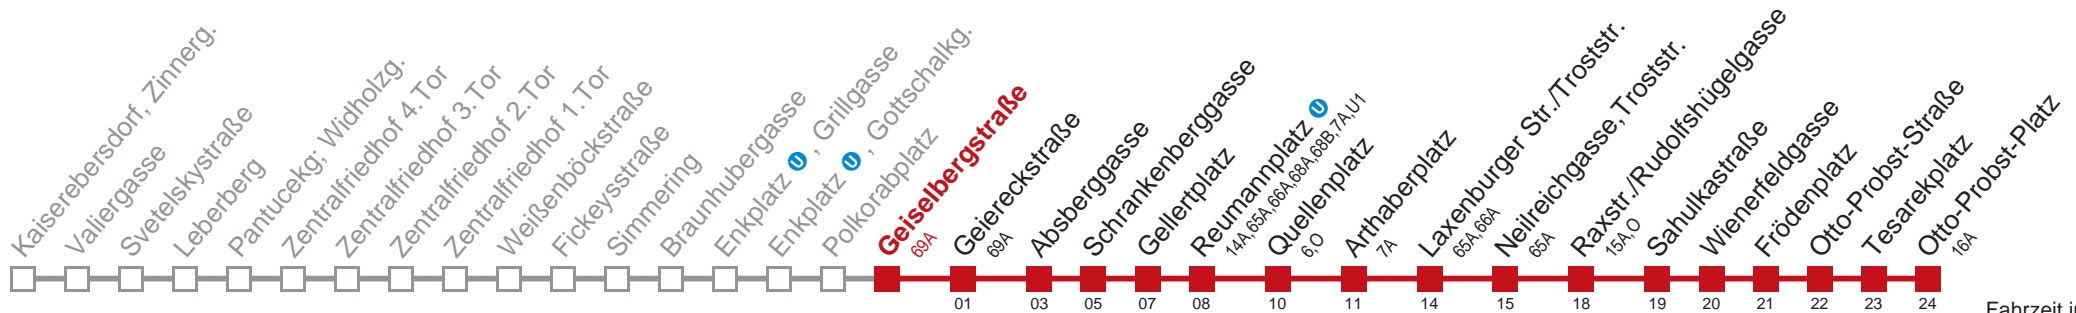 Kaiserebersdorf, Zinnerg.
Valiergasse
Svetelskystraße
Leberberg
Pantucekg; Widholzg.
Zentralfriedhof 4.Tor
Zentralfriedhof 3.Tor
Zentralfriedhof 2.Tor
Zentralfriedhof 1.Tor
Weißenböckstraße
Fickeysstraße
Simmering
Braunhubergasse
Enkplatz U , Grillgasse
Enkplatz U , Gottschalkg.
Polkorabplatz
Geiselbergstraße
69A
Geiereckstraße
69A
Absberggasse
Schrankenberggasse
Gellertplatz
Reumannplatz U
14A,65A,66A,68A,68B,7A,U1
Quellenplatz
6,O
Arthaberplatz
7A
Laxenburger Str./Troststr.
65A,66A
Neilreichgasse,Troststr.
65A
Raxstr./Rudolfshügelgasse
15A,O
Sahulkastraße
Wienerfeldgasse
Frödenplatz
Otto-Probst-Straße
Tesarekplatz
Otto-Probst-Platz
16A
01 03 05 07 08 10 11 14 15 18 19 20 21 22 23 24
Fahrzeit i